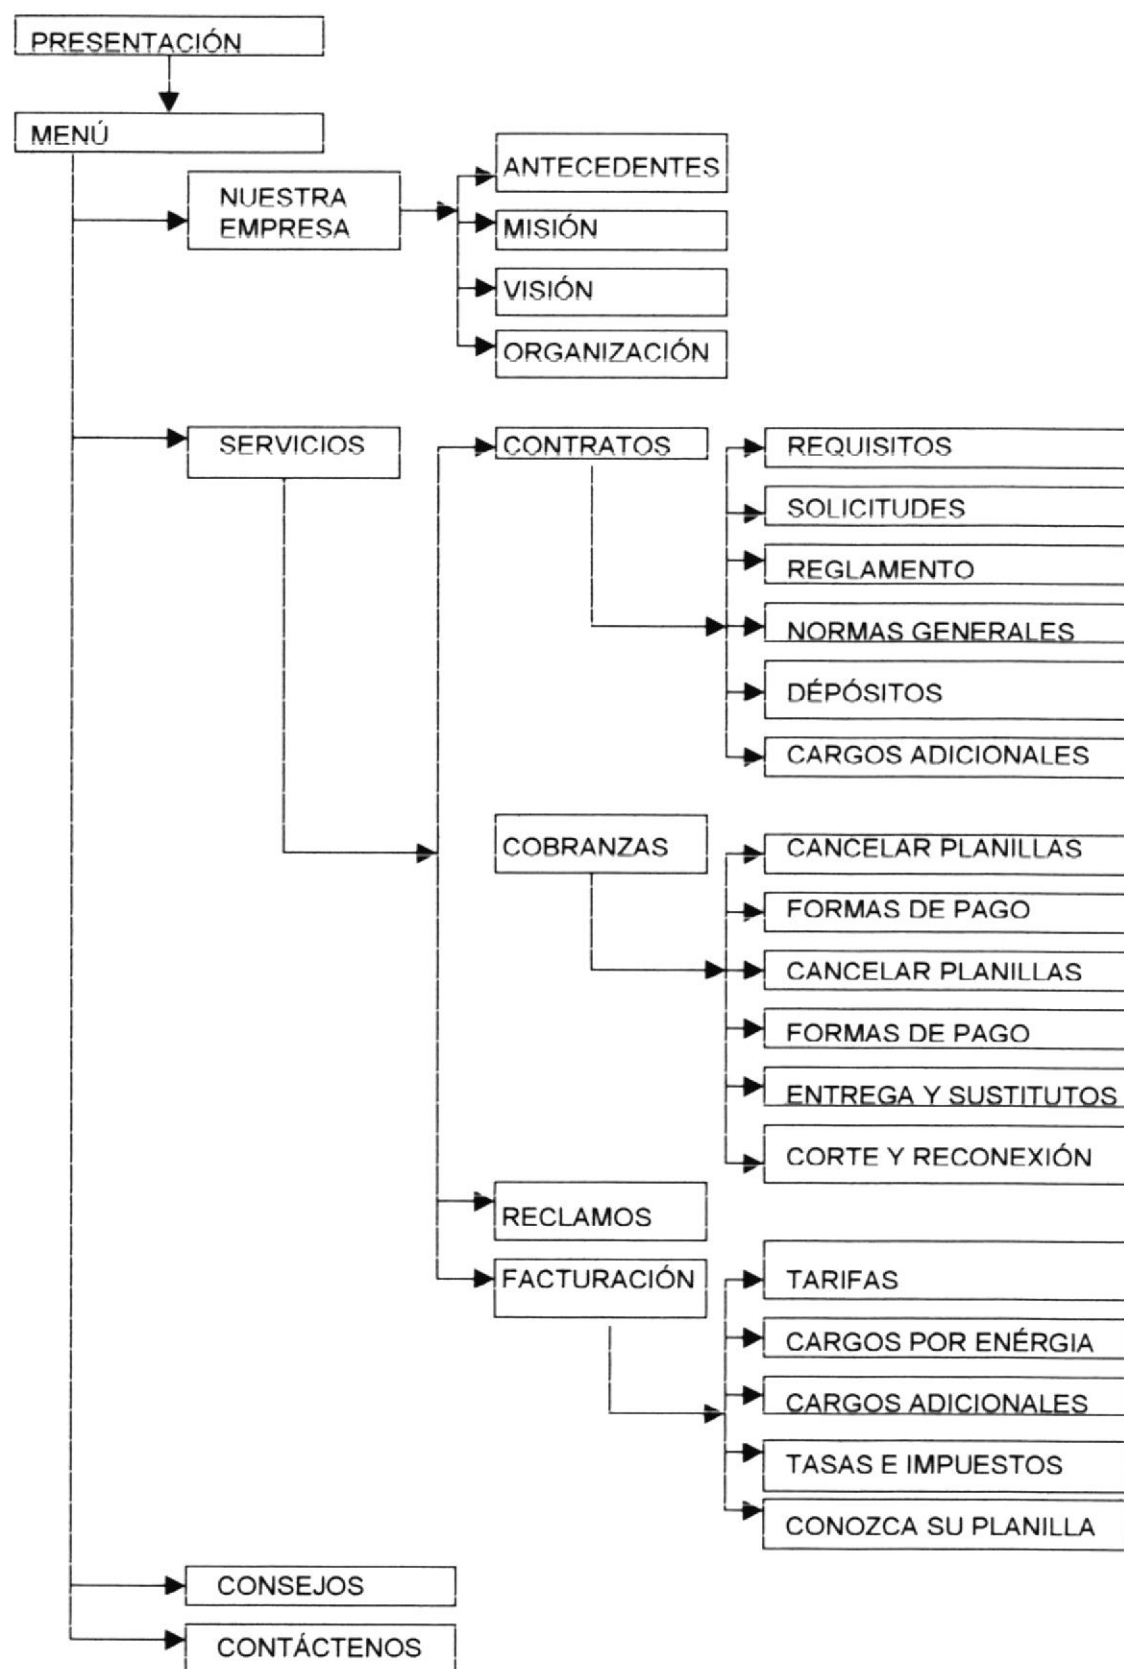 PRESENTACIÓN
MENÚ
NUESTRA
EMPRESA
ANTECEDENTES
MISIÓN
VISIÓN
ORGANIZACIÓN
SERVICIOS
CONTRATOS
REQUISITOS
SOLICITUDES
REGLAMENTO
NORMAS GENERALES
DÉPÓSITOS
CARGOS ADICIONALES
COBRANZAS
CANCELAR PLANILLAS
FORMAS DE PAGO
CANCELAR PLANILLAS
FORMAS DE PAGO
ENTREGA Y SUSTITUTOS
CORTE Y RECONEXIÓN
RECLAMOS
FACTURACIÓN
TARIFAS
CARGOS POR ENÉRGIA
CARGOS ADICIONALES
TASAS E IMPUESTOS
CONOZCA SU PLANILLA
CONSEJOS
CONTÁCTENOS